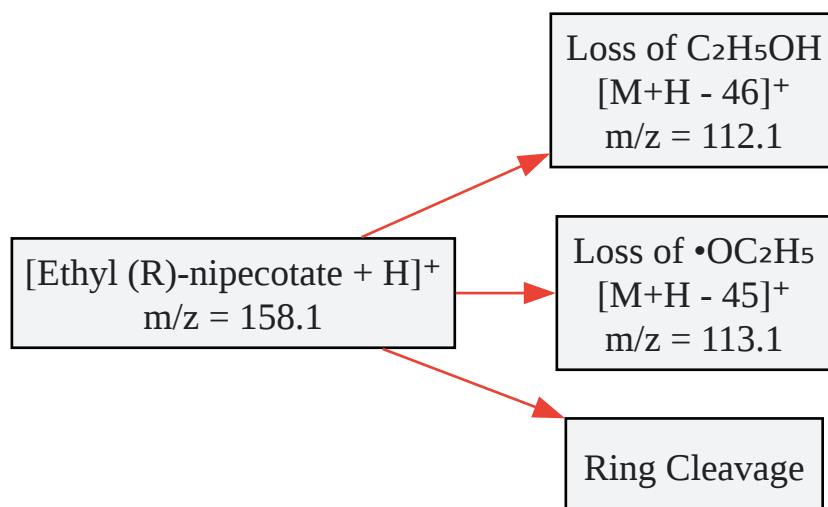 Loss of C₂H₅OH
[M+H - 46]⁺
m/z = 112.1
[Ethyl (R)-nipecotate + H]⁺
m/z = 158.1
Loss of •OC₂H₅
[M+H - 45]⁺
m/z = 113.1
Ring Cleavage